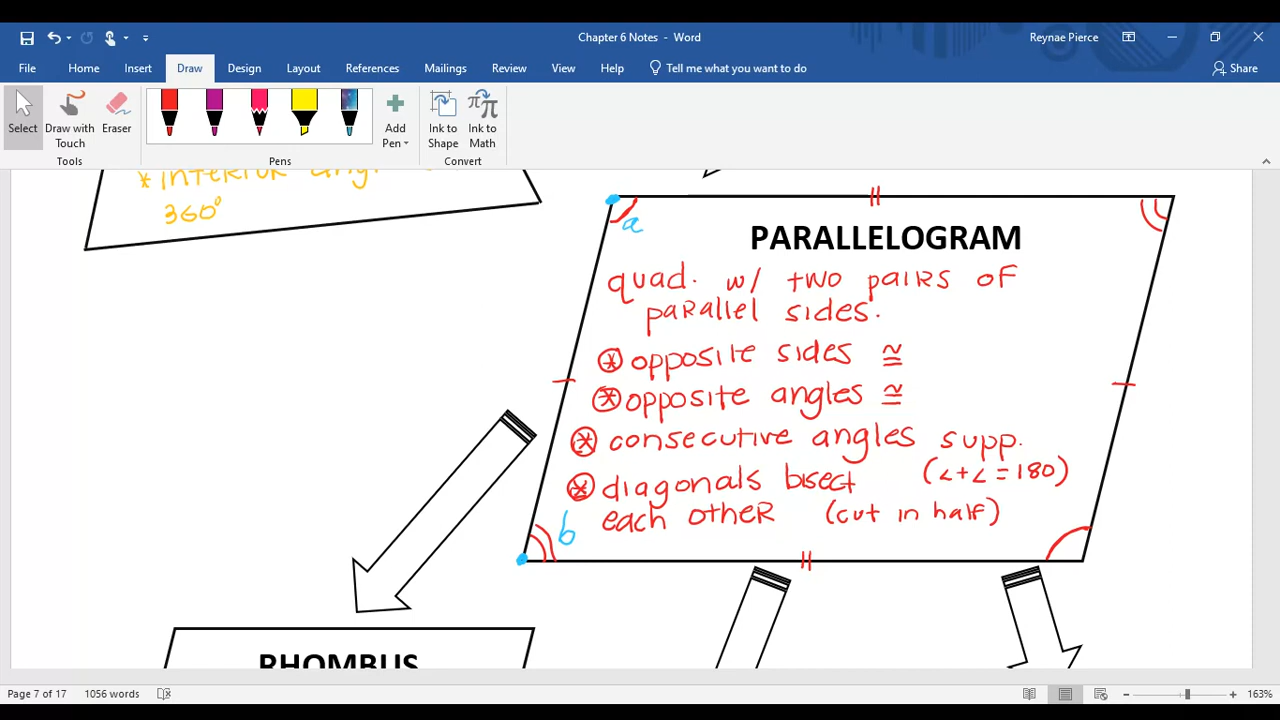 Chapter 6 Notes - Word
Reynae Pierce
File Home Insert Draw Design Layout References Mailings Review View Help Tell me what you want to do Share
Select
Draw with Touch
Eraser
Add Pen
Ink to Shape
Ink to Math
Tools
Pens
Convert
* interior
360°
a
PARALLELOGRAM
quad. w/ two pairs of
parallel sides.
* opposite sides ≅
* opposite angles ≅
* consecutive angles supp.
(∠+∠=180)
* diagonals bisect
each other (cut in half)
b
RHOMBUS
Page 7 of 17 1056 words
163%